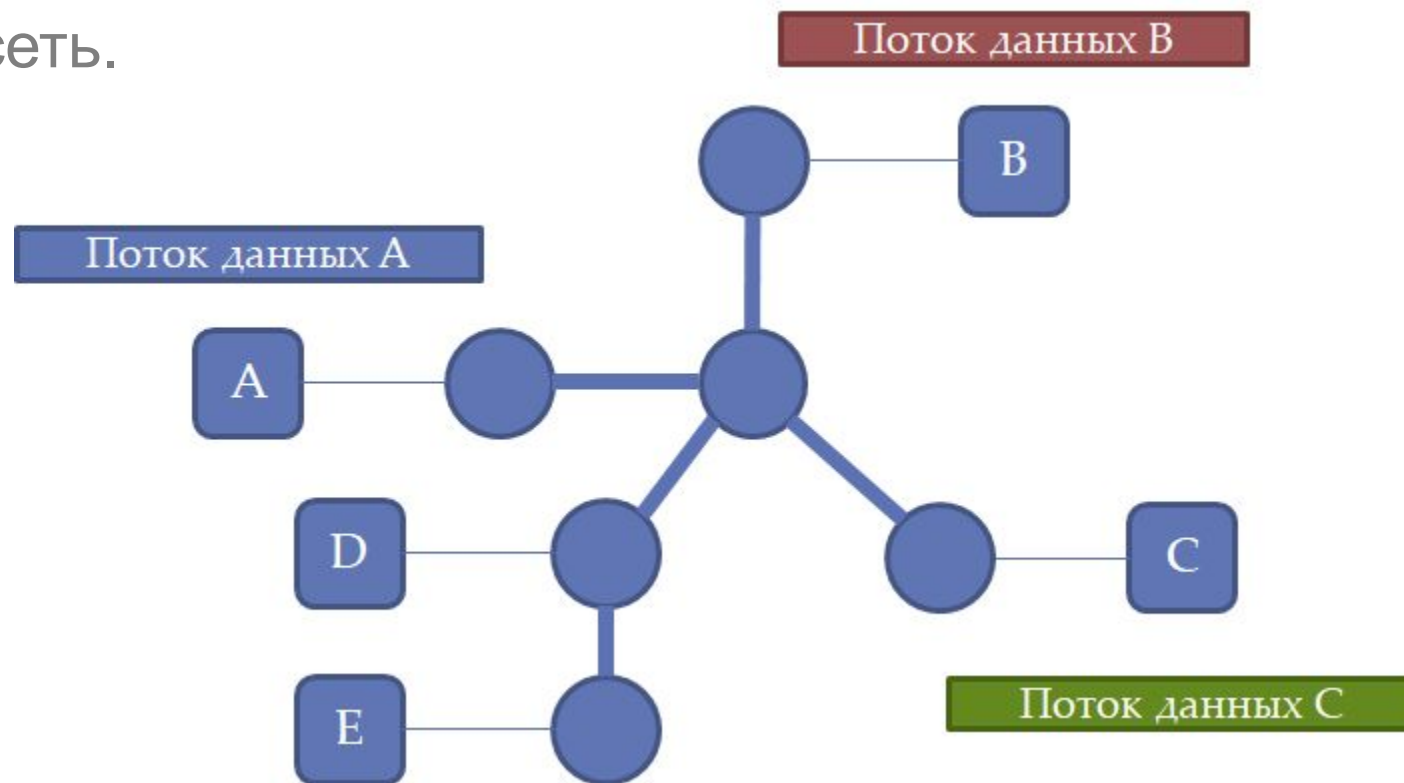 сеть.
Поток данных B
B
Поток данных A
A
D
C
E
Поток данных C